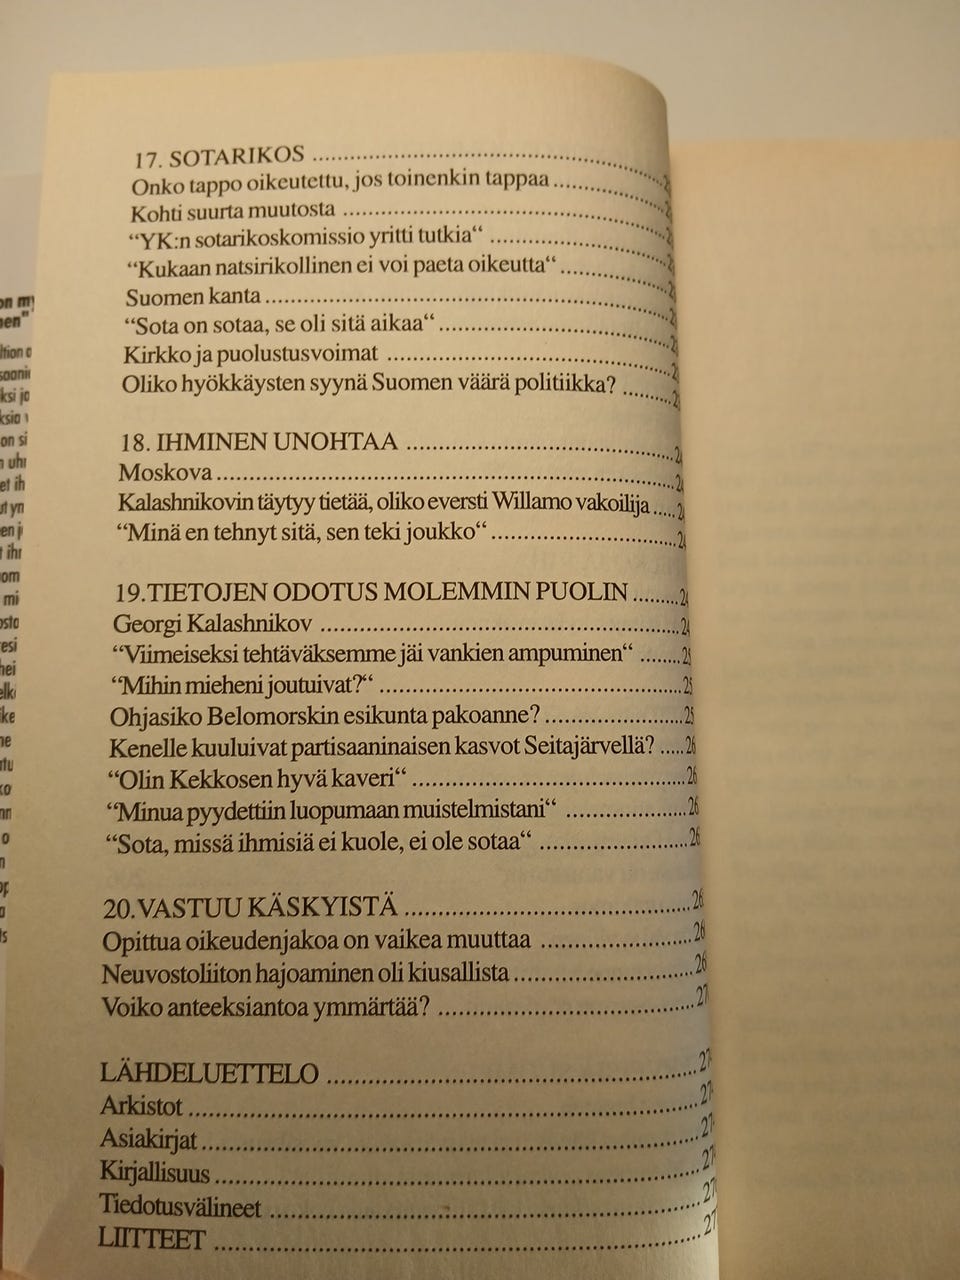 17. SOTARIKOS
Onko tappo oikeutettu, jos toinenkin tappaa
Kohti suurta muutosta
“YK:n sotarikoskomissio yritti tutkia“
“Kukaan natsirikollinen ei voi paeta oikeutta“
Suomen kanta
“Sota on sotaa, se oli sitä aikaa“
Kirkko ja puolustusvoimat
Oliko hyökkäysten syynä Suomen väärä politiikka?
18. IHMINEN UNOHTAA
Moskova
Kalashnikovin täytyy tietää, oliko eversti Willamo vakoilija
“Minä en tehnyt sitä, sen teki joukko“
19.TIETOJEN ODOTUS MOLEMMIN PUOLIN
Georgi Kalashnikov
“Viimeiseksi tehtäväksemme jäi vankien ampuminen“
“Mihin mieheni joutuivat?“
Ohjasiko Belomorskin esikunta pakoanne?
Kenelle kuuluivat partisaaninaisen kasvot Seitajärvellä?
“Olin Kekkosen hyvä kaveri“
“Minua pyydettiin luopumaan muistelmistani“
“Sota, missä ihmisiä ei kuole, ei ole sotaa“
20.VASTUU KÄSKYISTÄ
Opittua oikeudenjakoa on vaikea muuttaa
Neuvostoliiton hajoaminen oli kiusallista
Voiko anteeksiantoa ymmärtää?
LÄHDELUETTELO
Arkistot
Asiakirjat
Kirjallisuus
Tiedotusvälineet
LIITTEET